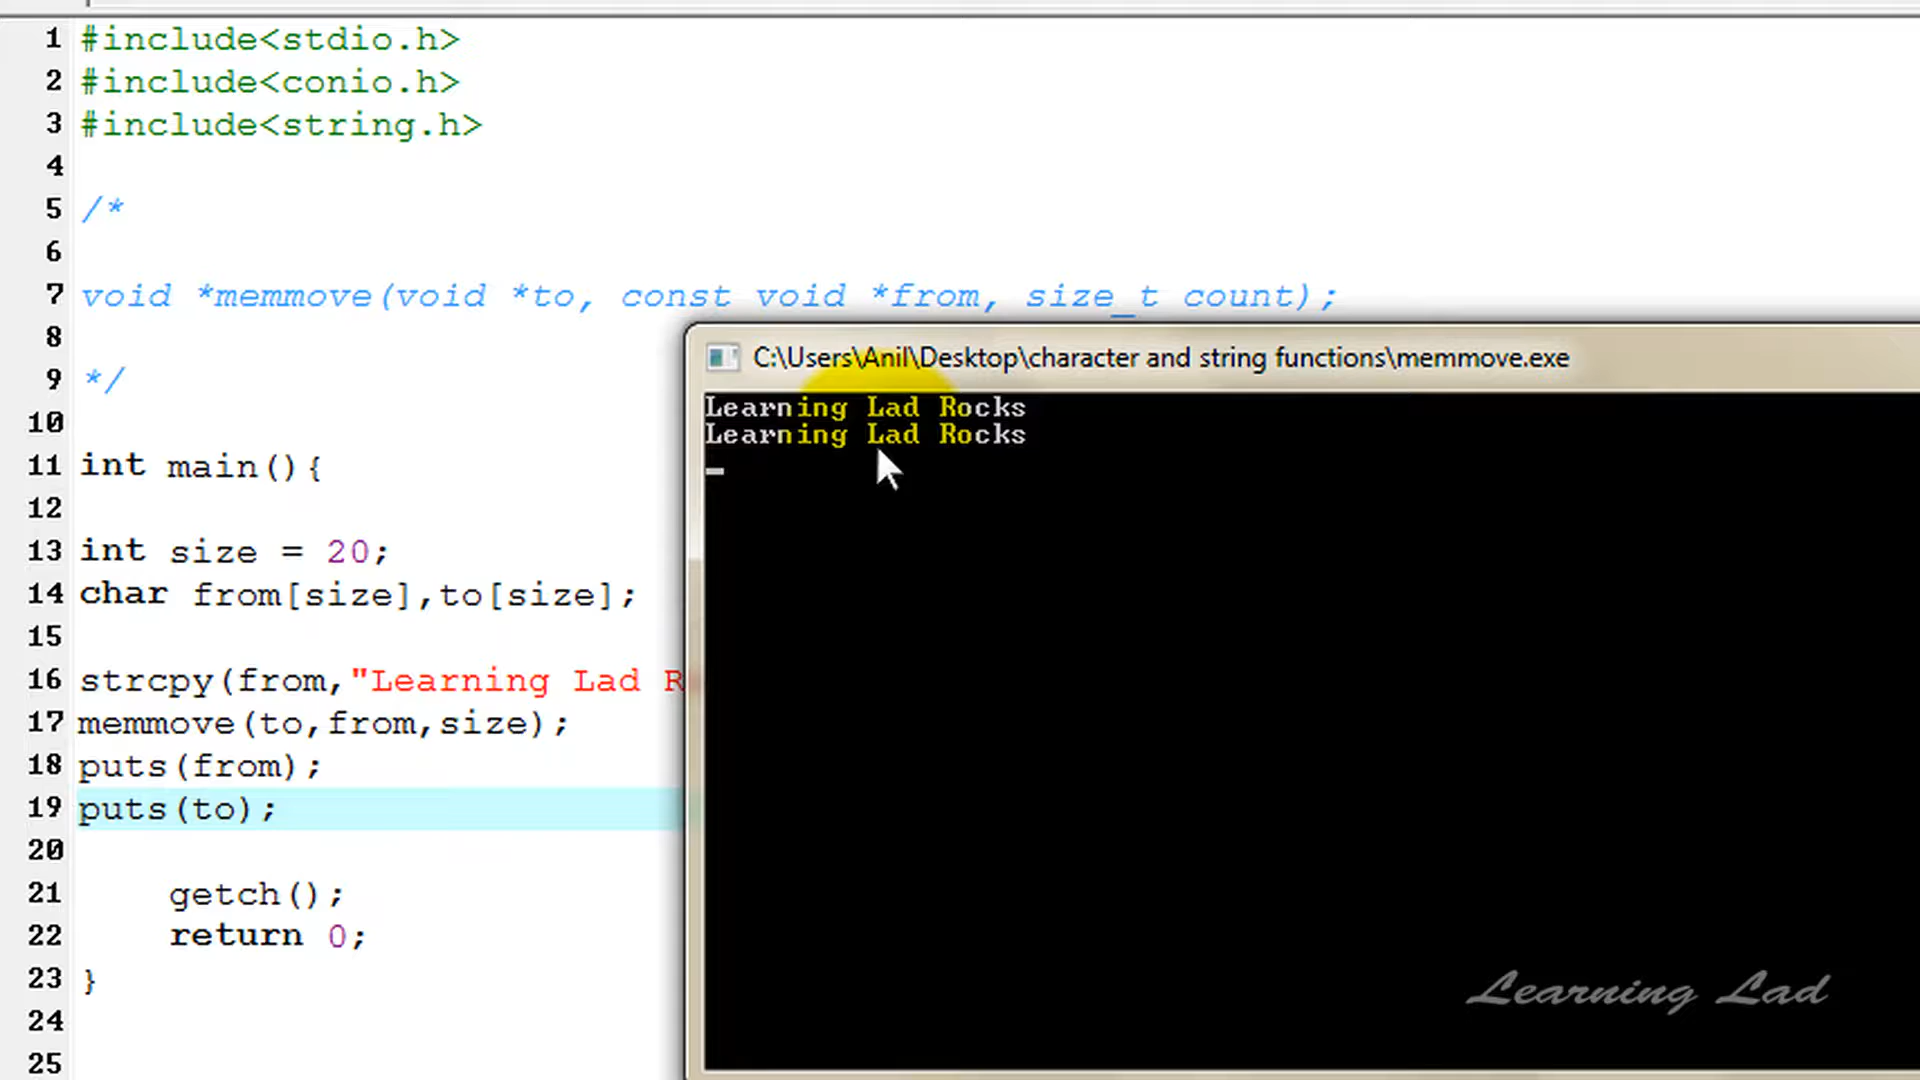 1 #include<stdio.h>
2 #include<conio.h>
3 #include<string.h>
4
5 /*
6
7 void *memmove(void *to, const void *from, size_t count);
8
9 */
10
11 int main(){
12
13 int size = 20;
14 char from[size],to[size];
15
16 strcpy(from,"Learning Lad R
17 memmove(to,from,size);
18 puts(from);
19 puts(to);
20
21 getch();
22 return 0;
23 }
24
25
C:\Users\Anil\Desktop\character and string functions\memmove.exe
Learning Lad Rocks
Learning Lad Rocks
Learning Lad